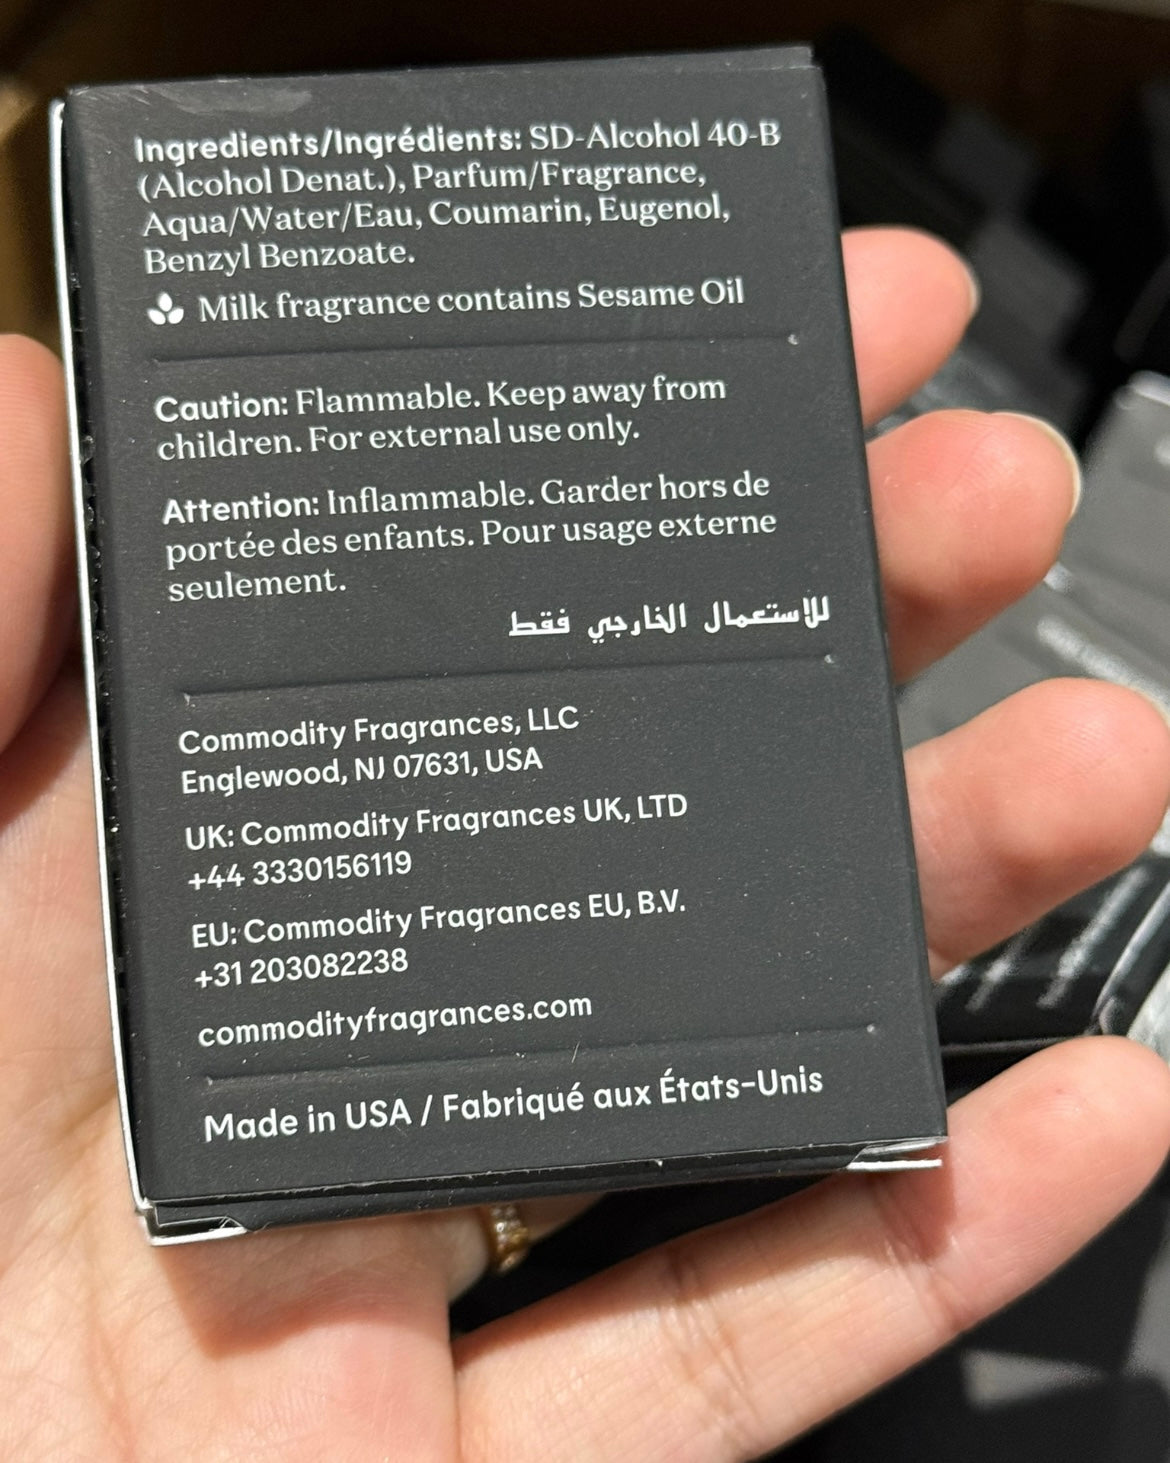 Ingredients/Ingrédients: SD-Alcohol 40-B
(Alcohol Denat.), Parfum/Fragrance,
Aqua/Water/Eau, Coumarin, Eugenol,
Benzyl Benzoate.
Milk fragrance contains Sesame Oil
Caution: Flammable. Keep away from
children. For external use only.
Attention: Inflammable. Garder hors de
portée des enfants. Pour usage externe
seulement.
للإستعمال الخارجي فقط
Commodity Fragrances, LLC
Englewood, NJ 07631, USA
UK: Commodity Fragrances UK, LTD
+44 3330156119
EU: Commodity Fragrances EU, B.V.
+31 203082238
commodityfragrances.com
Made in USA / Fabriqué aux États-Unis